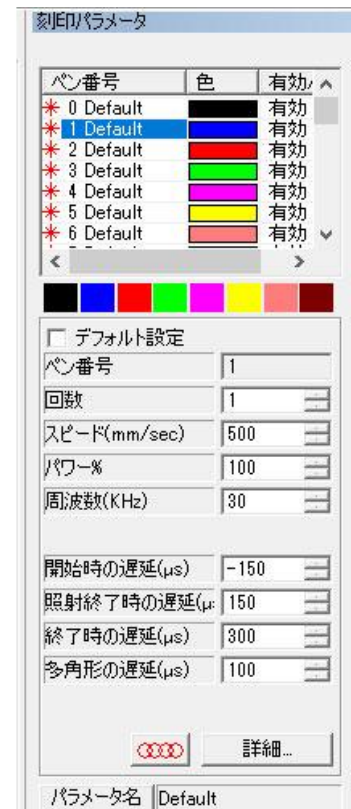 刻印パラメータ
ペン番号 色 有効/
0 Default 有効
1 Default 有効
2 Default 有効
3 Default 有効
4 Default 有効
5 Default 有効
6 Default 有効
デフォルト設定
ペン番号 1
回数 1
スピード(mm/sec) 500
パワー% 100
周波数(KHz) 30
開始時の遅延(μs) -150
照射終了時の遅延(μ 150
終了時の遅延(μs) 300
多角形の遅延(μs) 100
詳細...
パラメータ名 Default